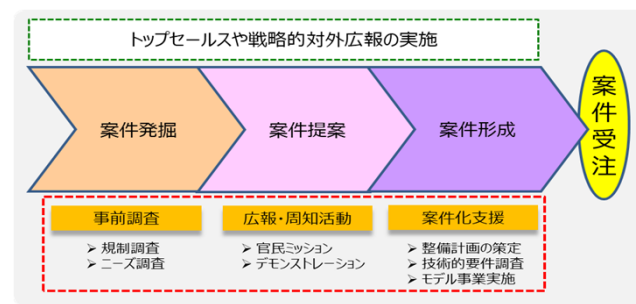 トップセールスや戦略的対外広報の実施
案件発掘
案件提案
案件形成
案件受注
事前調査
➢ 規制調査
➢ ニーズ調査
広報・周知活動
➢ 官民ミッション
➢ デモンストレーション
案件化支援
➢ 整備計画の策定
➢ 技術的要件調査
➢ モデル事業実施